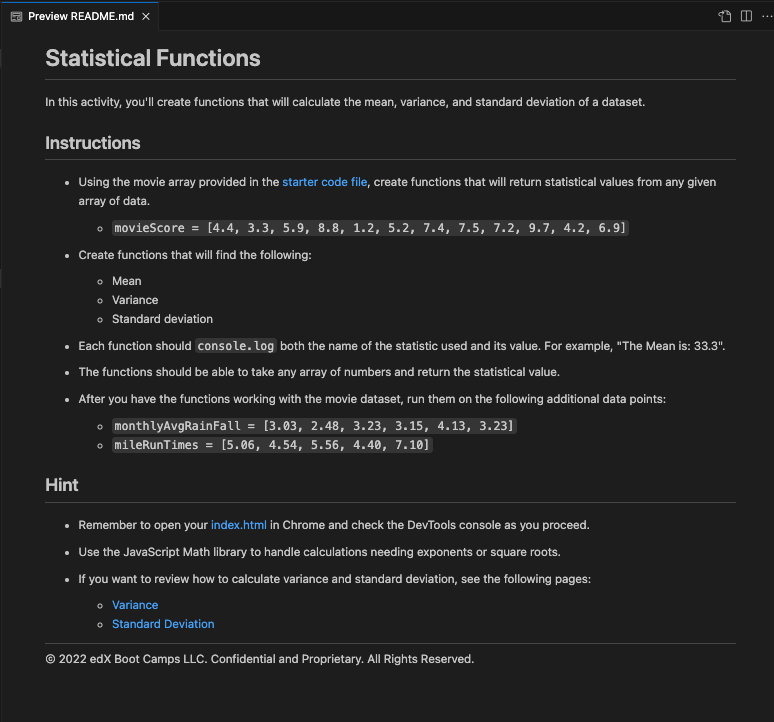 Preview README.md
Statistical Functions
In this activity, you'll create functions that will calculate the mean, variance, and standard deviation of a dataset.
Instructions
Using the movie array provided in the starter code file, create functions that will return statistical values from any given
array of data.
movieScore = [4.4, 3.3, 5.9, 8.8, 1.2, 5.2, 7.4, 7.5, 7.2, 9.7, 4.2, 6.9]
Create functions that will find the following:
Mean
Variance
Standard deviation
Each function should console.log both the name of the statistic used and its value. For example, "The Mean is: 33.3".
The functions should be able to take any array of numbers and return the statistical value.
After you have the functions working with the movie dataset, run them on the following additional data points:
monthlyAvgRainFall = [3.03, 2.48, 3.23, 3.15, 4.13, 3.23]
mileRunTimes = [5.06, 4.54, 5.56, 4.40, 7.10]
Hint
Remember to open your index.html in Chrome and check the DevTools console as you proceed.
Use the JavaScript Math library to handle calculations needing exponents or square roots.
If you want to review how to calculate variance and standard deviation, see the following pages:
Variance
Standard Deviation
© 2022 edX Boot Camps LLC. Confidential and Proprietary. All Rights Reserved.